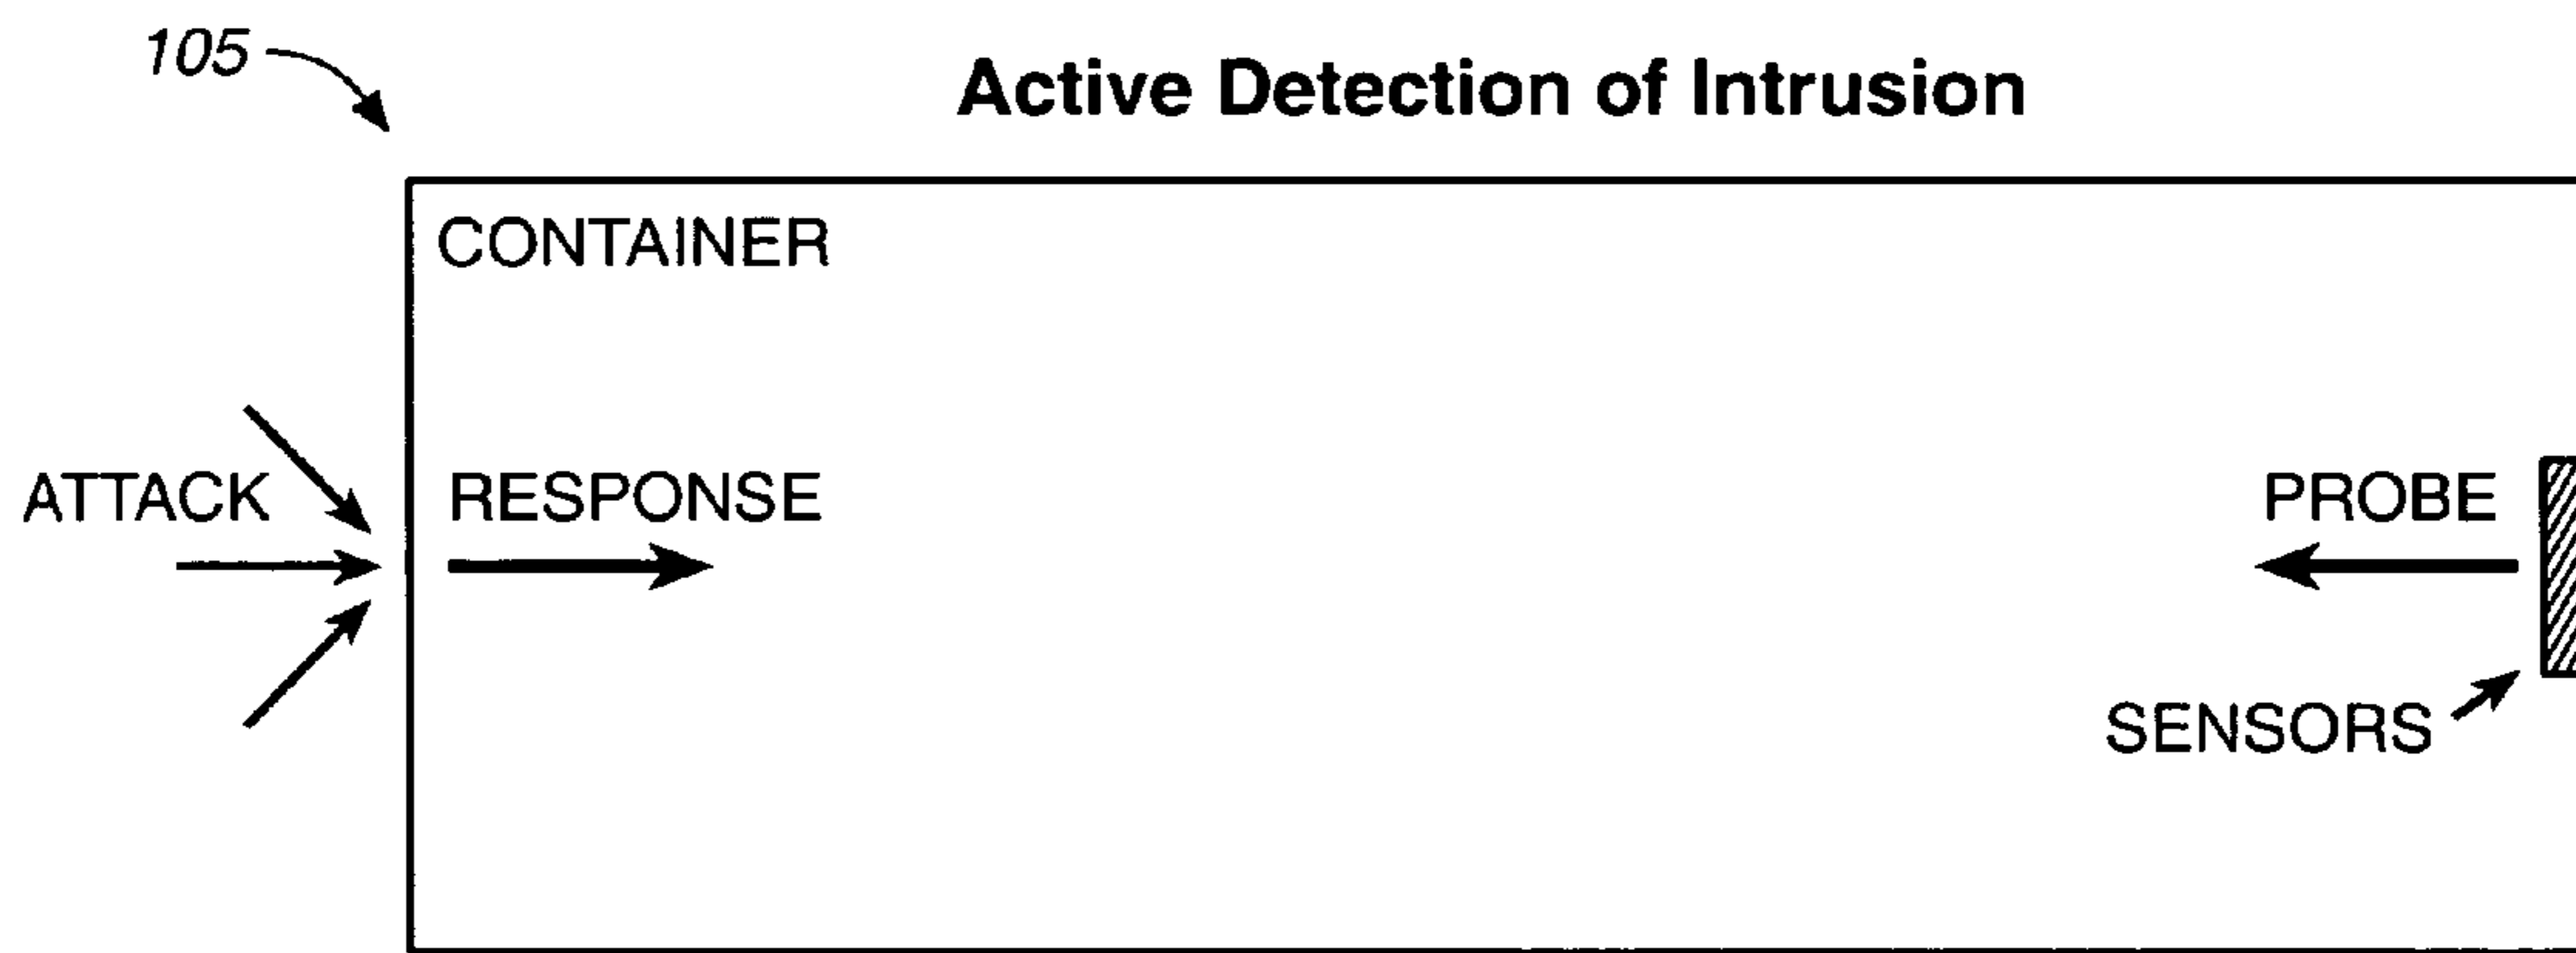 105
Active Detection of Intrusion
CONTAINER
ATTACK
RESPONSE
PROBE
SENSORS